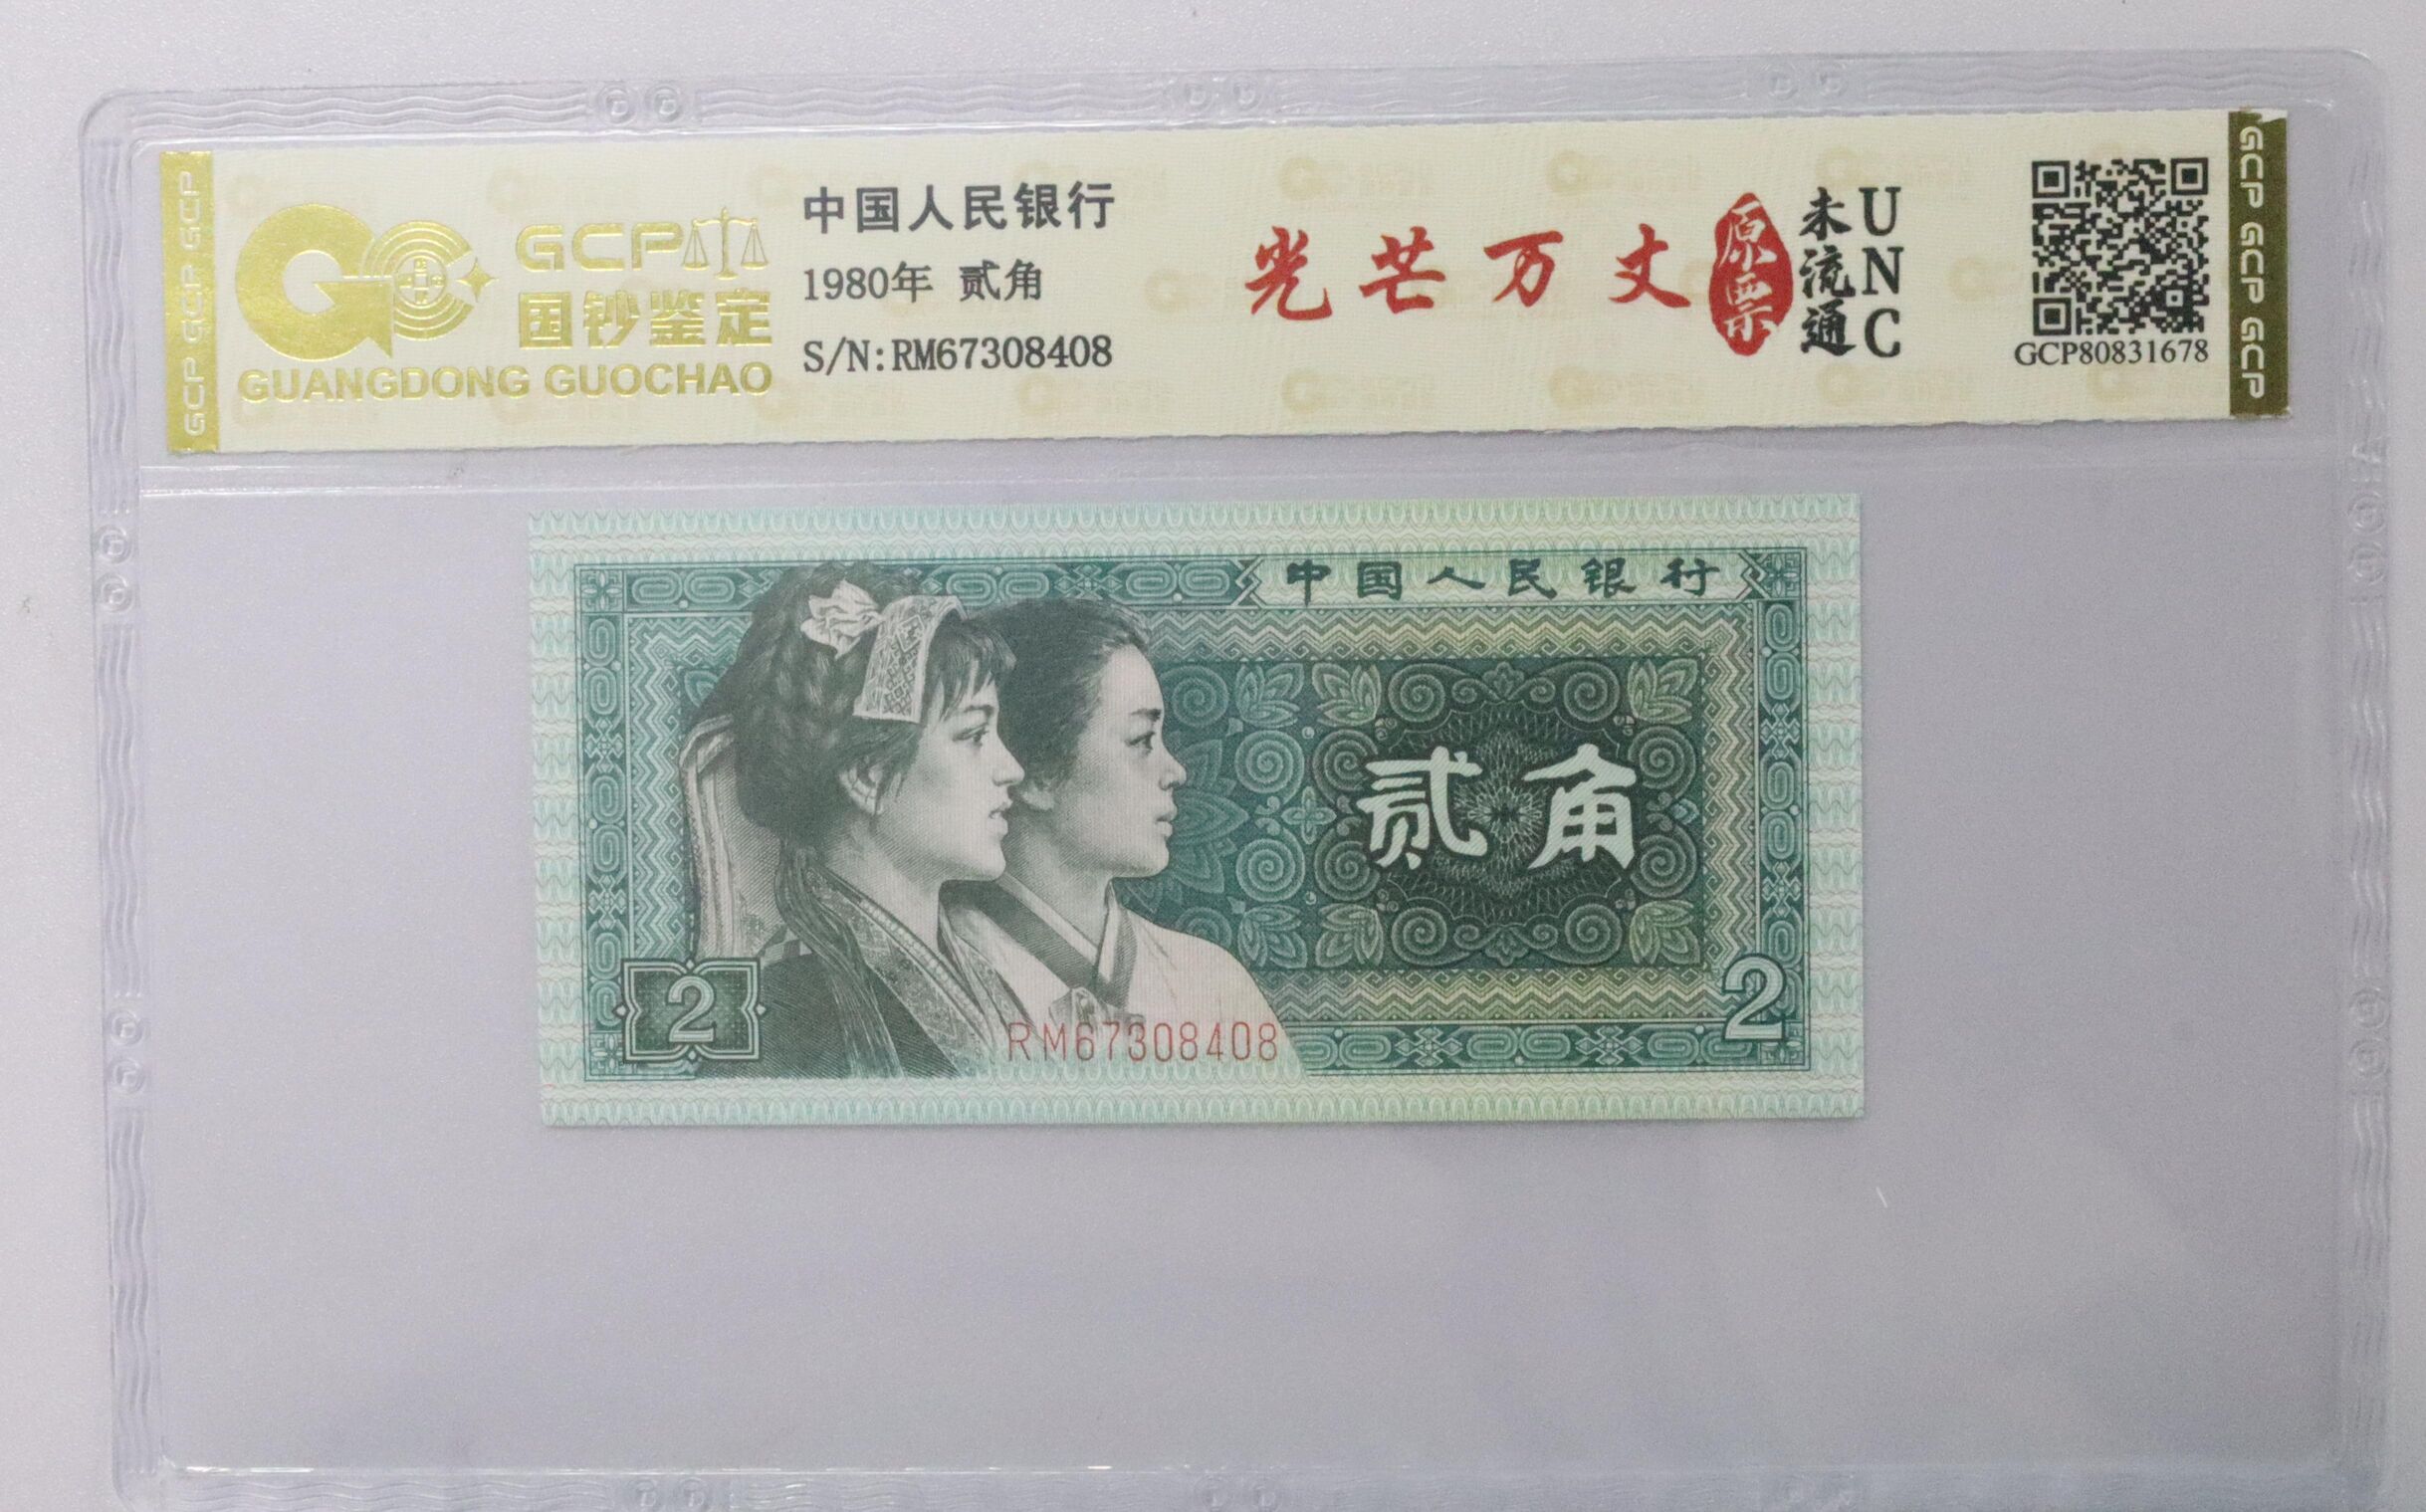 GCP GCP GCP
GCP
国钞鉴定
GUANGDONG GUOCHAO
中国人民银行
1980年 贰角
S/N:RM67308408
光芒万丈
原票
未流通
UNC
GCP80831678
GCP GCP GCP
中国人民银行
贰角
2
2
RM67308408